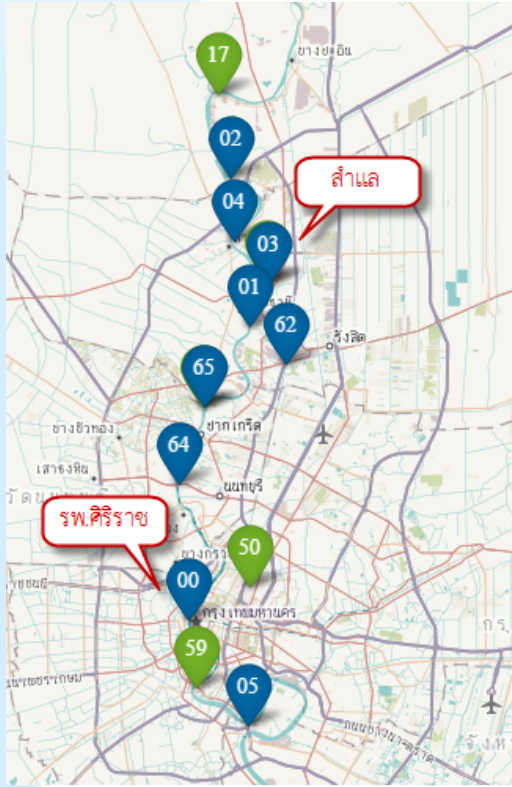 17
บางปะอิน
02
สำแล
04
03
01
62
รังสิต
65
ปากเกร็ด
บางบัวทอง
64
เสาธงหิน
นนทบุรี
รพ.ศิริราช
50
00
กรุงเทพมหานคร
59
05